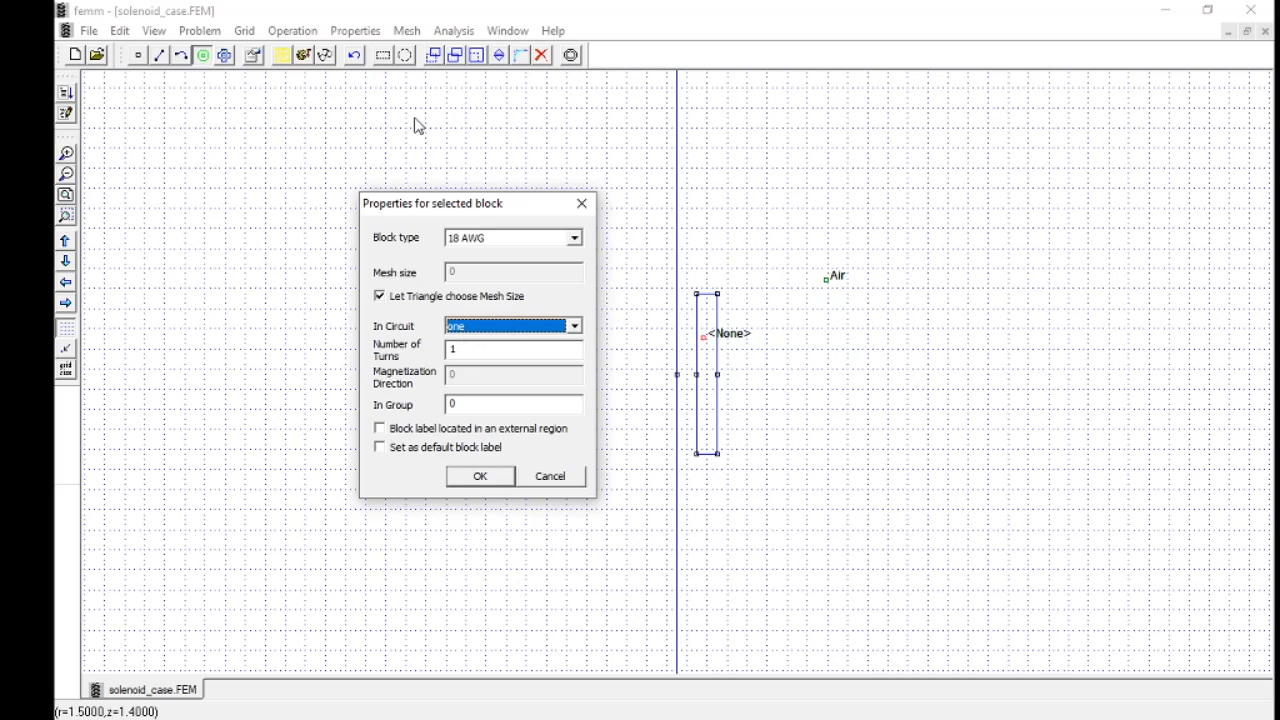 femm - [solenoid_case.FEM]
File Edit View Problem Grid Operation Properties Mesh Analysis Window Help
Properties for selected block
Block type 18 AWG
Mesh size 0
Let Triangle choose Mesh Size
In Circuit one
Number of Turns 1
Magnetization Direction 0
In Group 0
Block label located in an external region
Set as default block label
OK Cancel
Air
<None>
grid size
solenoid_case.FEM
(r=1.5000,z=1.4000)